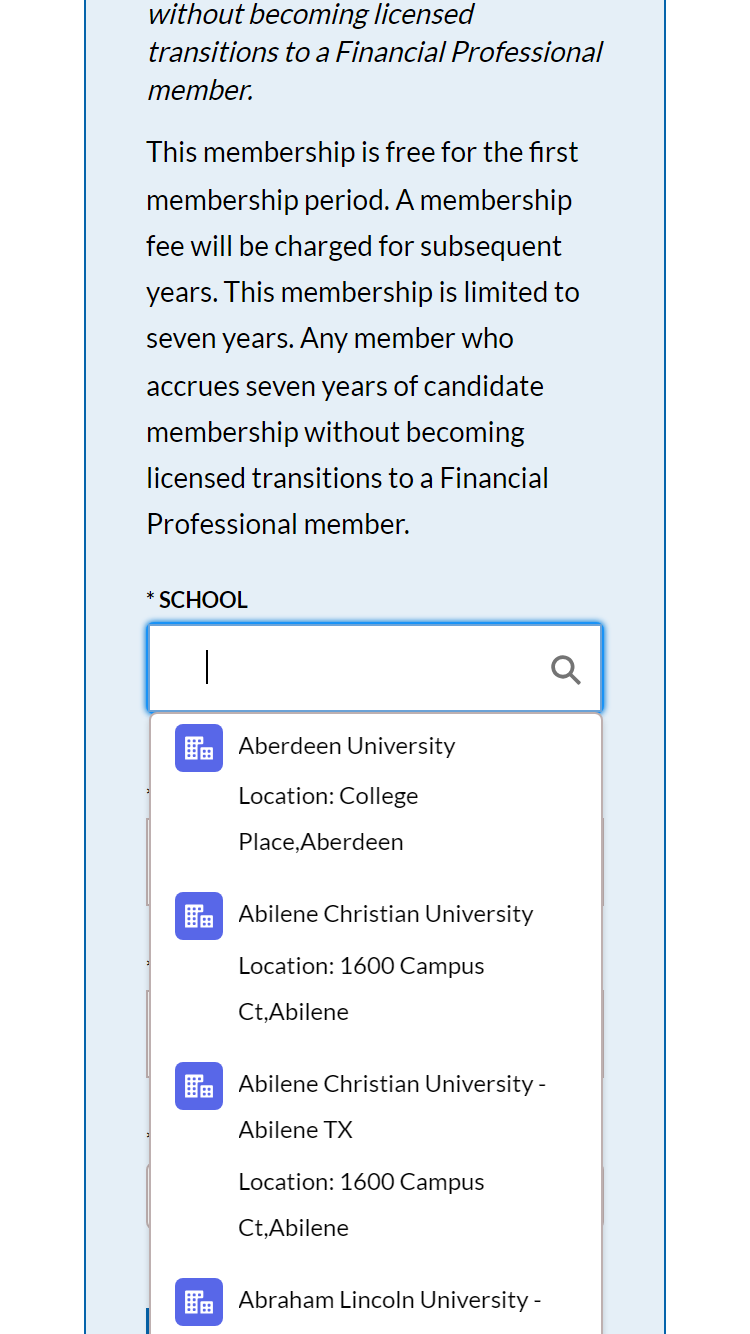 without becoming licensed
transitions to a Financial Professional
member.
This membership is free for the first
membership period. A membership
fee will be charged for subsequent
years. This membership is limited to
seven years. Any member who
accrues seven years of candidate
membership without becoming
licensed transitions to a Financial
Professional member.
* SCHOOL
Aberdeen University
Location: College
Place,Aberdeen
Abilene Christian University
Location: 1600 Campus
Ct,Abilene
Abilene Christian University -
Abilene TX
Location: 1600 Campus
Ct,Abilene
Abraham Lincoln University -